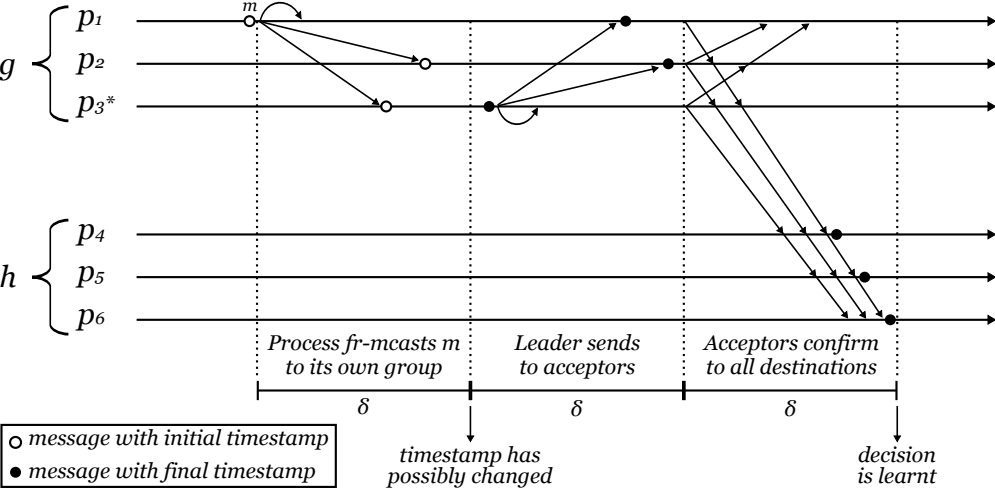 m
g
p₁
p₂
p₃*
h
p₄
p₅
p₆
Process fr-mcasts m
to its own group
Leader sends
to acceptors
Acceptors confirm
to all destinations
δ
δ
δ
message with initial timestamp
message with final timestamp
timestamp has
possibly changed
decision
is learnt